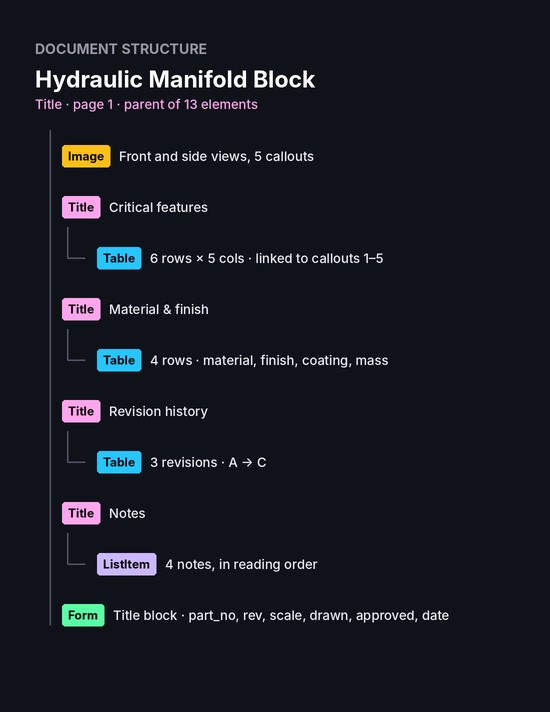 DOCUMENT STRUCTURE
Hydraulic Manifold Block
Title · page 1 · parent of 13 elements
Image Front and side views, 5 callouts
Title Critical features
Table 6 rows × 5 cols · linked to callouts 1–5
Title Material & finish
Table 4 rows · material, finish, coating, mass
Title Revision history
Table 3 revisions · A → C
Title Notes
ListItem 4 notes, in reading order
Form Title block · part_no, rev, scale, drawn, approved, date